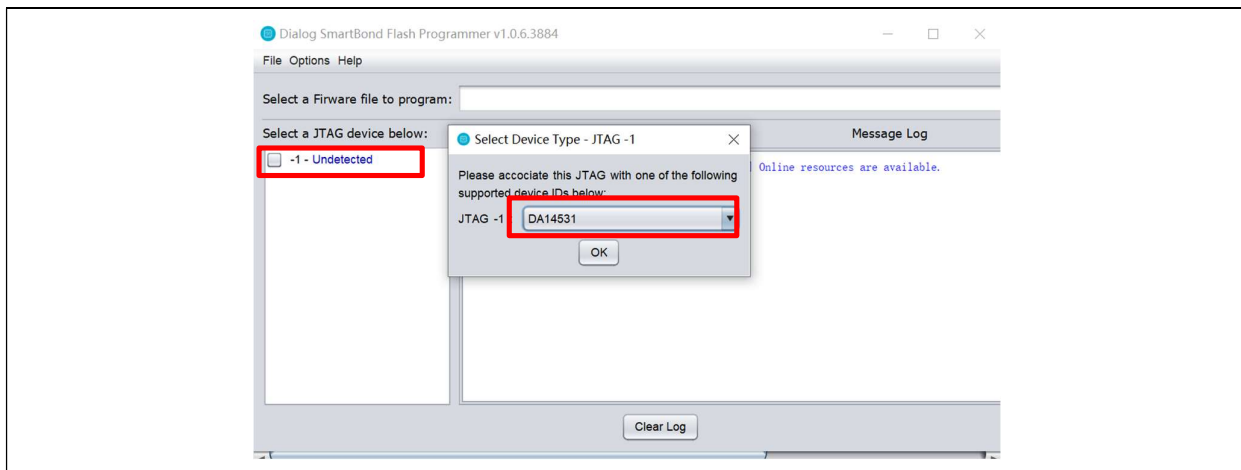 Dialog SmartBond Flash Programmer v1.0.6.3884
File Options Help
Select a Firware file to program:
Select a JTAG device below:
Message Log
-1 - Undetected
Online resources are available.
Select Device Type - JTAG -1
Please accociate this JTAG with one of the following
supported device IDs below:
JTAG -1 : DA14531
OK
Clear Log